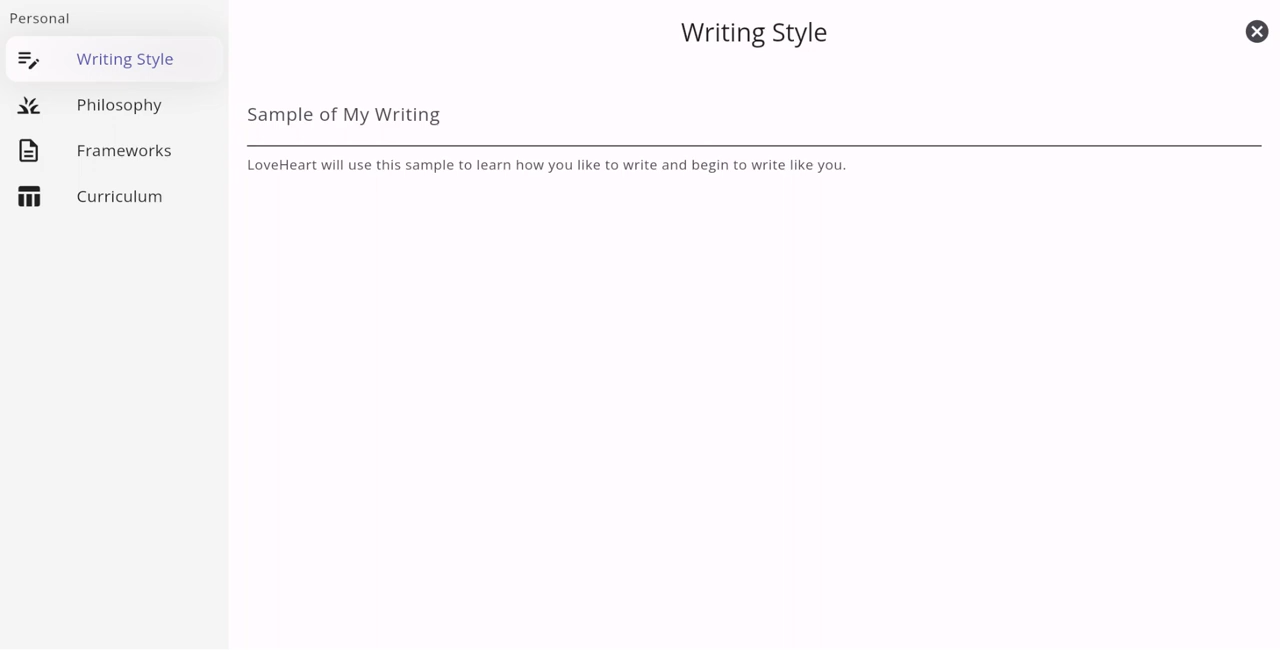 Personal
Writing Style
Philosophy
Frameworks
Curriculum
Writing Style
Sample of My Writing
LoveHeart will use this sample to learn how you like to write and begin to write like you.